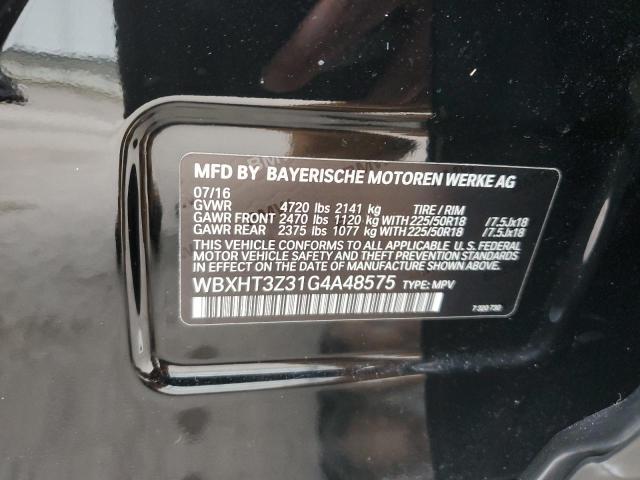 MFD BY BAYERISCHE MOTOREN WERKE AG
07/16
GVWR 4720 lbs 2141 kg TIRE / RIM
GAWR FRONT 2470 lbs 1120 kg WITH 225/50R18 /7.5Jx18
GAWR REAR 2375 lbs 1077 kg WITH 225/50R18 /7.5Jx18
THIS VEHICLE CONFORMS TO ALL APPLICABLE U. S. FEDERAL
MOTOR VEHICLE SAFETY AND THEFT PREVENTION STANDARDS
IN EFFECT ON THE DATE OF MANUFACTURE SHOWN ABOVE.
WBXHT3Z31G4A48575 TYPE: MPV
7 320 730